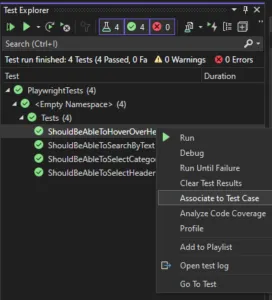 Test Explorer
4 4 0
Search (Ctrl+I)
Test run finished: 4 Tests (4 Passed, 0 Fa 0 Warnings 0 Errors
Test Duration
PlaywrightTests (4)
<Empty Namespace> (4)
Tests (4)
ShouldBeAbleToHoverOverHe
ShouldBeAbleToSearchByText
ShouldBeAbleToSelectCatego
ShouldBeAbleToSelectHeader
Run
Debug
Run Until Failure
Clear Test Results
Associate to Test Case
Analyze Code Coverage
Profile
Add to Playlist
Open test log
Go To Test